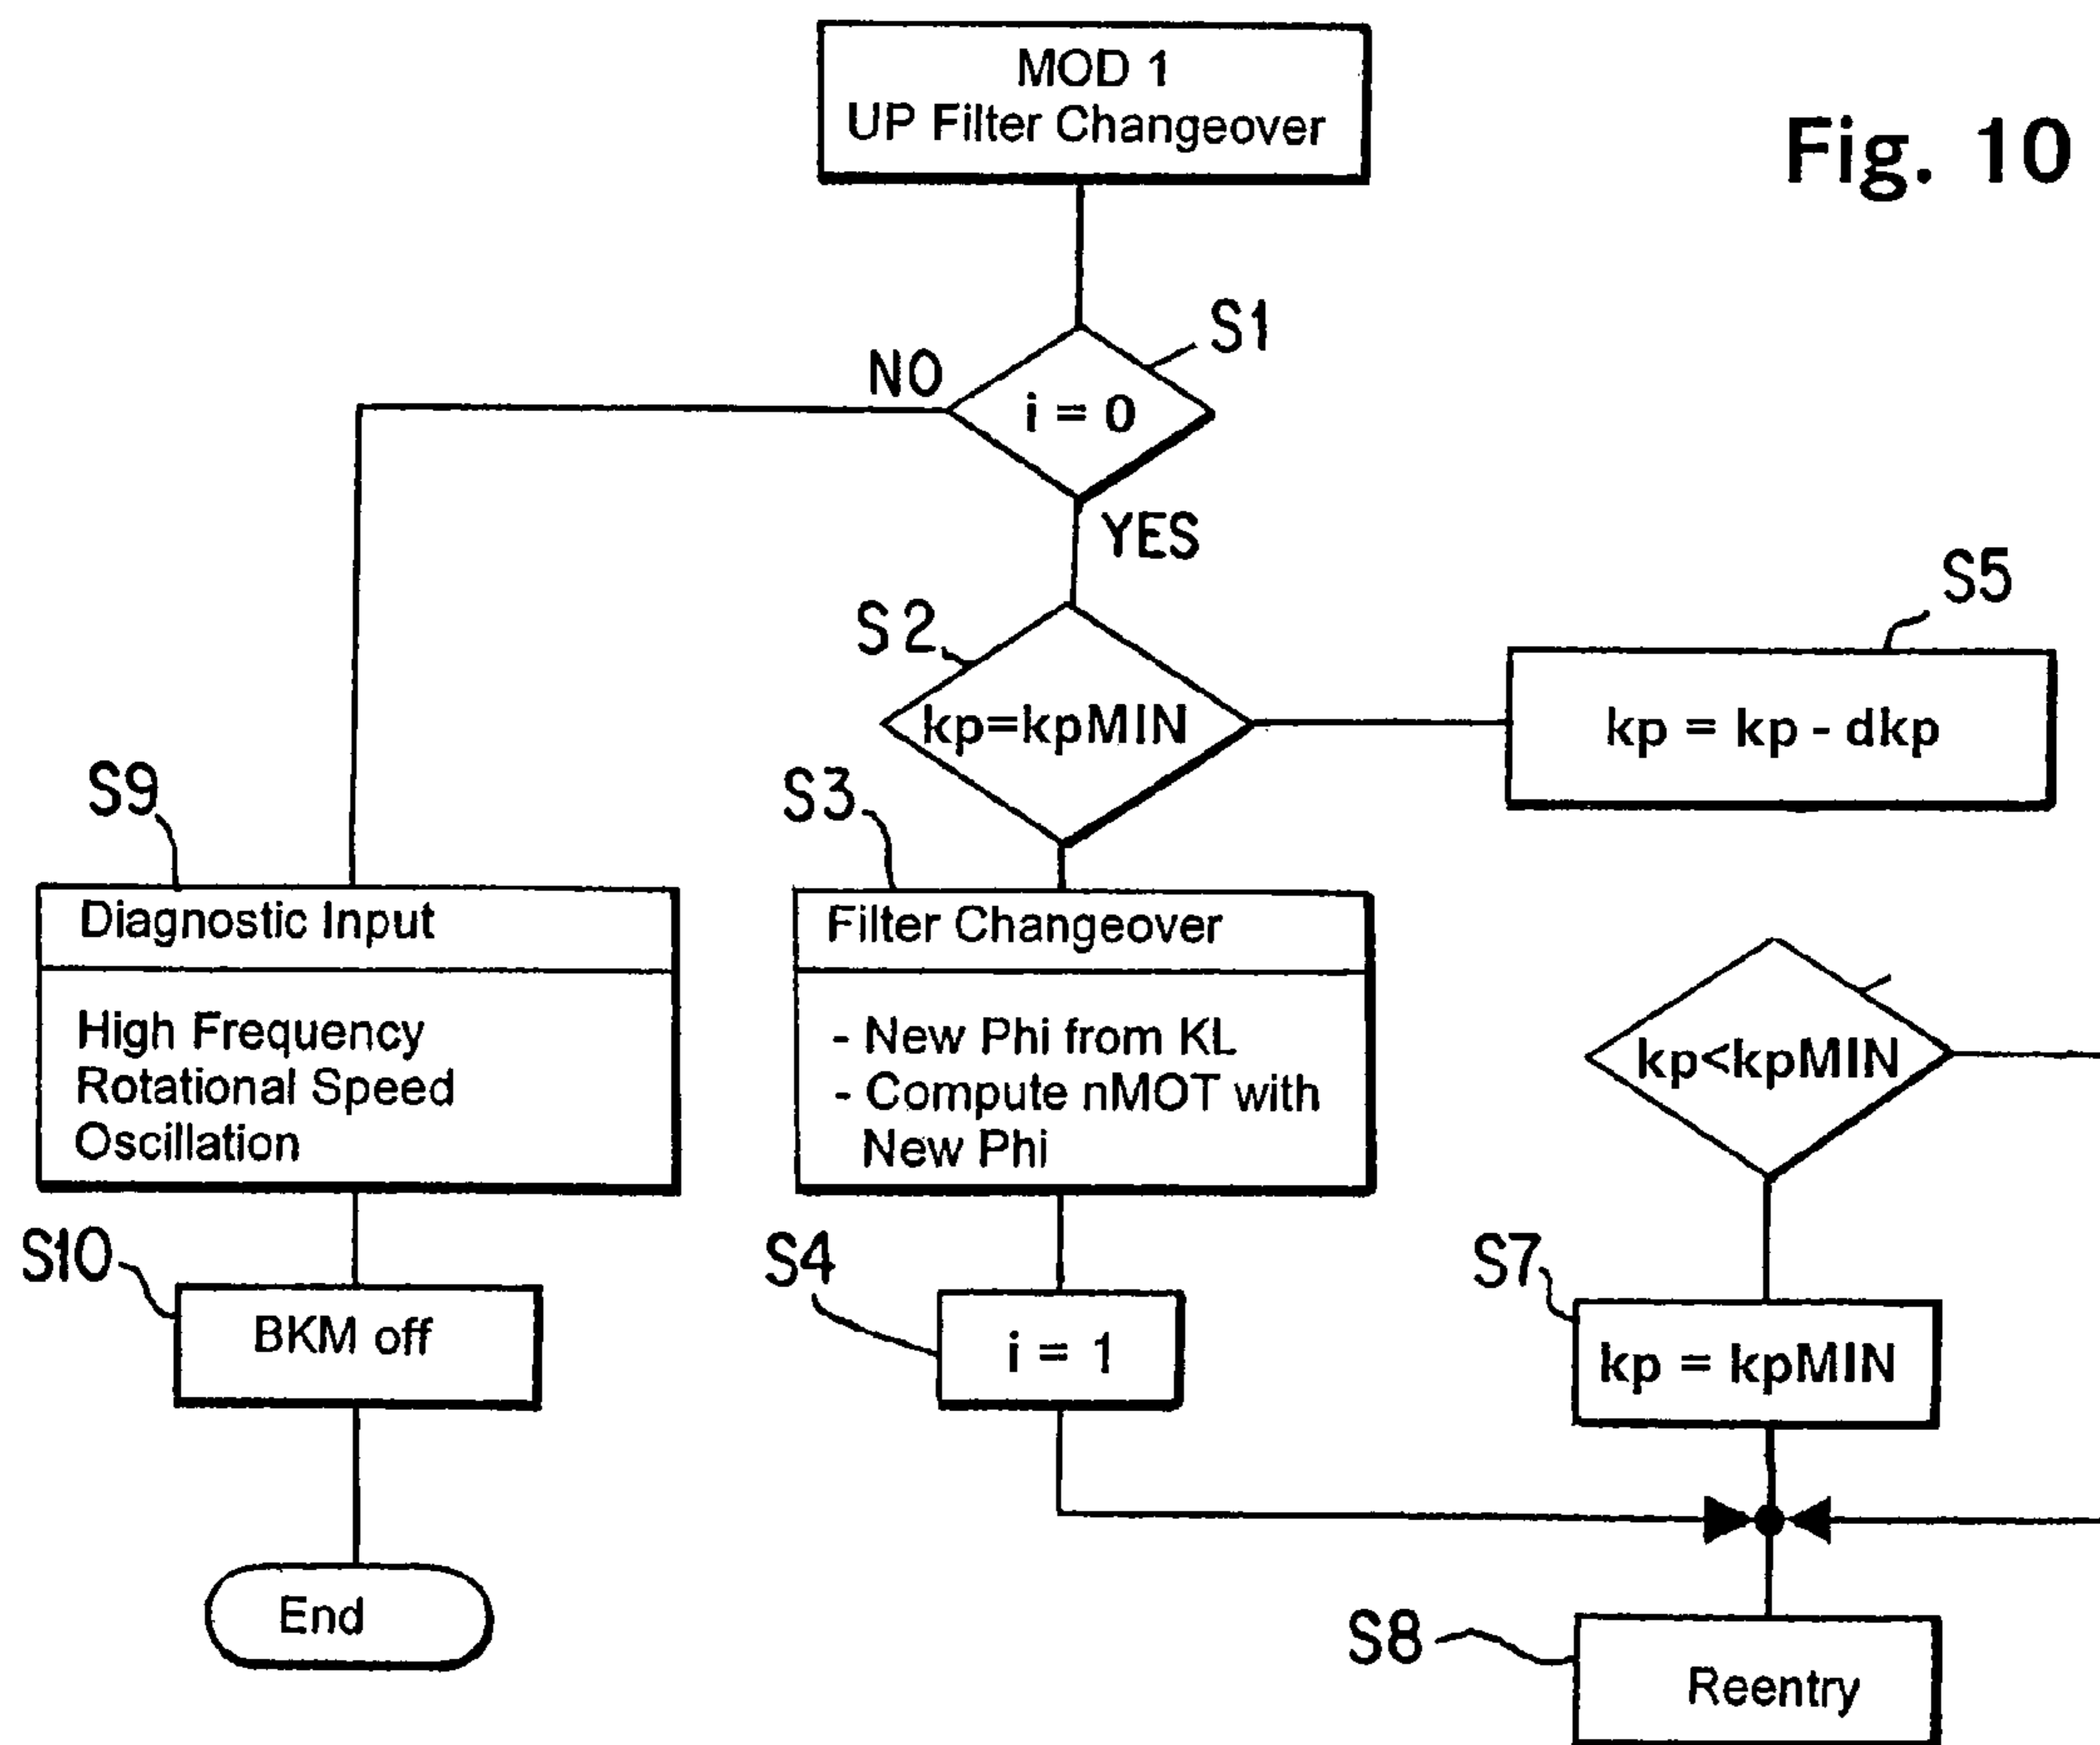 MOD 1
UP Filter Changeover
Fig. 10
S1
NO
i = 0
YES
S2
S5
kp=kpMIN
kp = kp - dkp
S9
S3
Diagnostic Input
High Frequency
Rotational Speed
Oscillation
Filter Changeover
- New Phi from KL
- Compute nMOT with
New Phi
kp<kpMIN
S10
BKM off
S4
i = 1
S7
kp = kpMIN
End
S8
Reentry